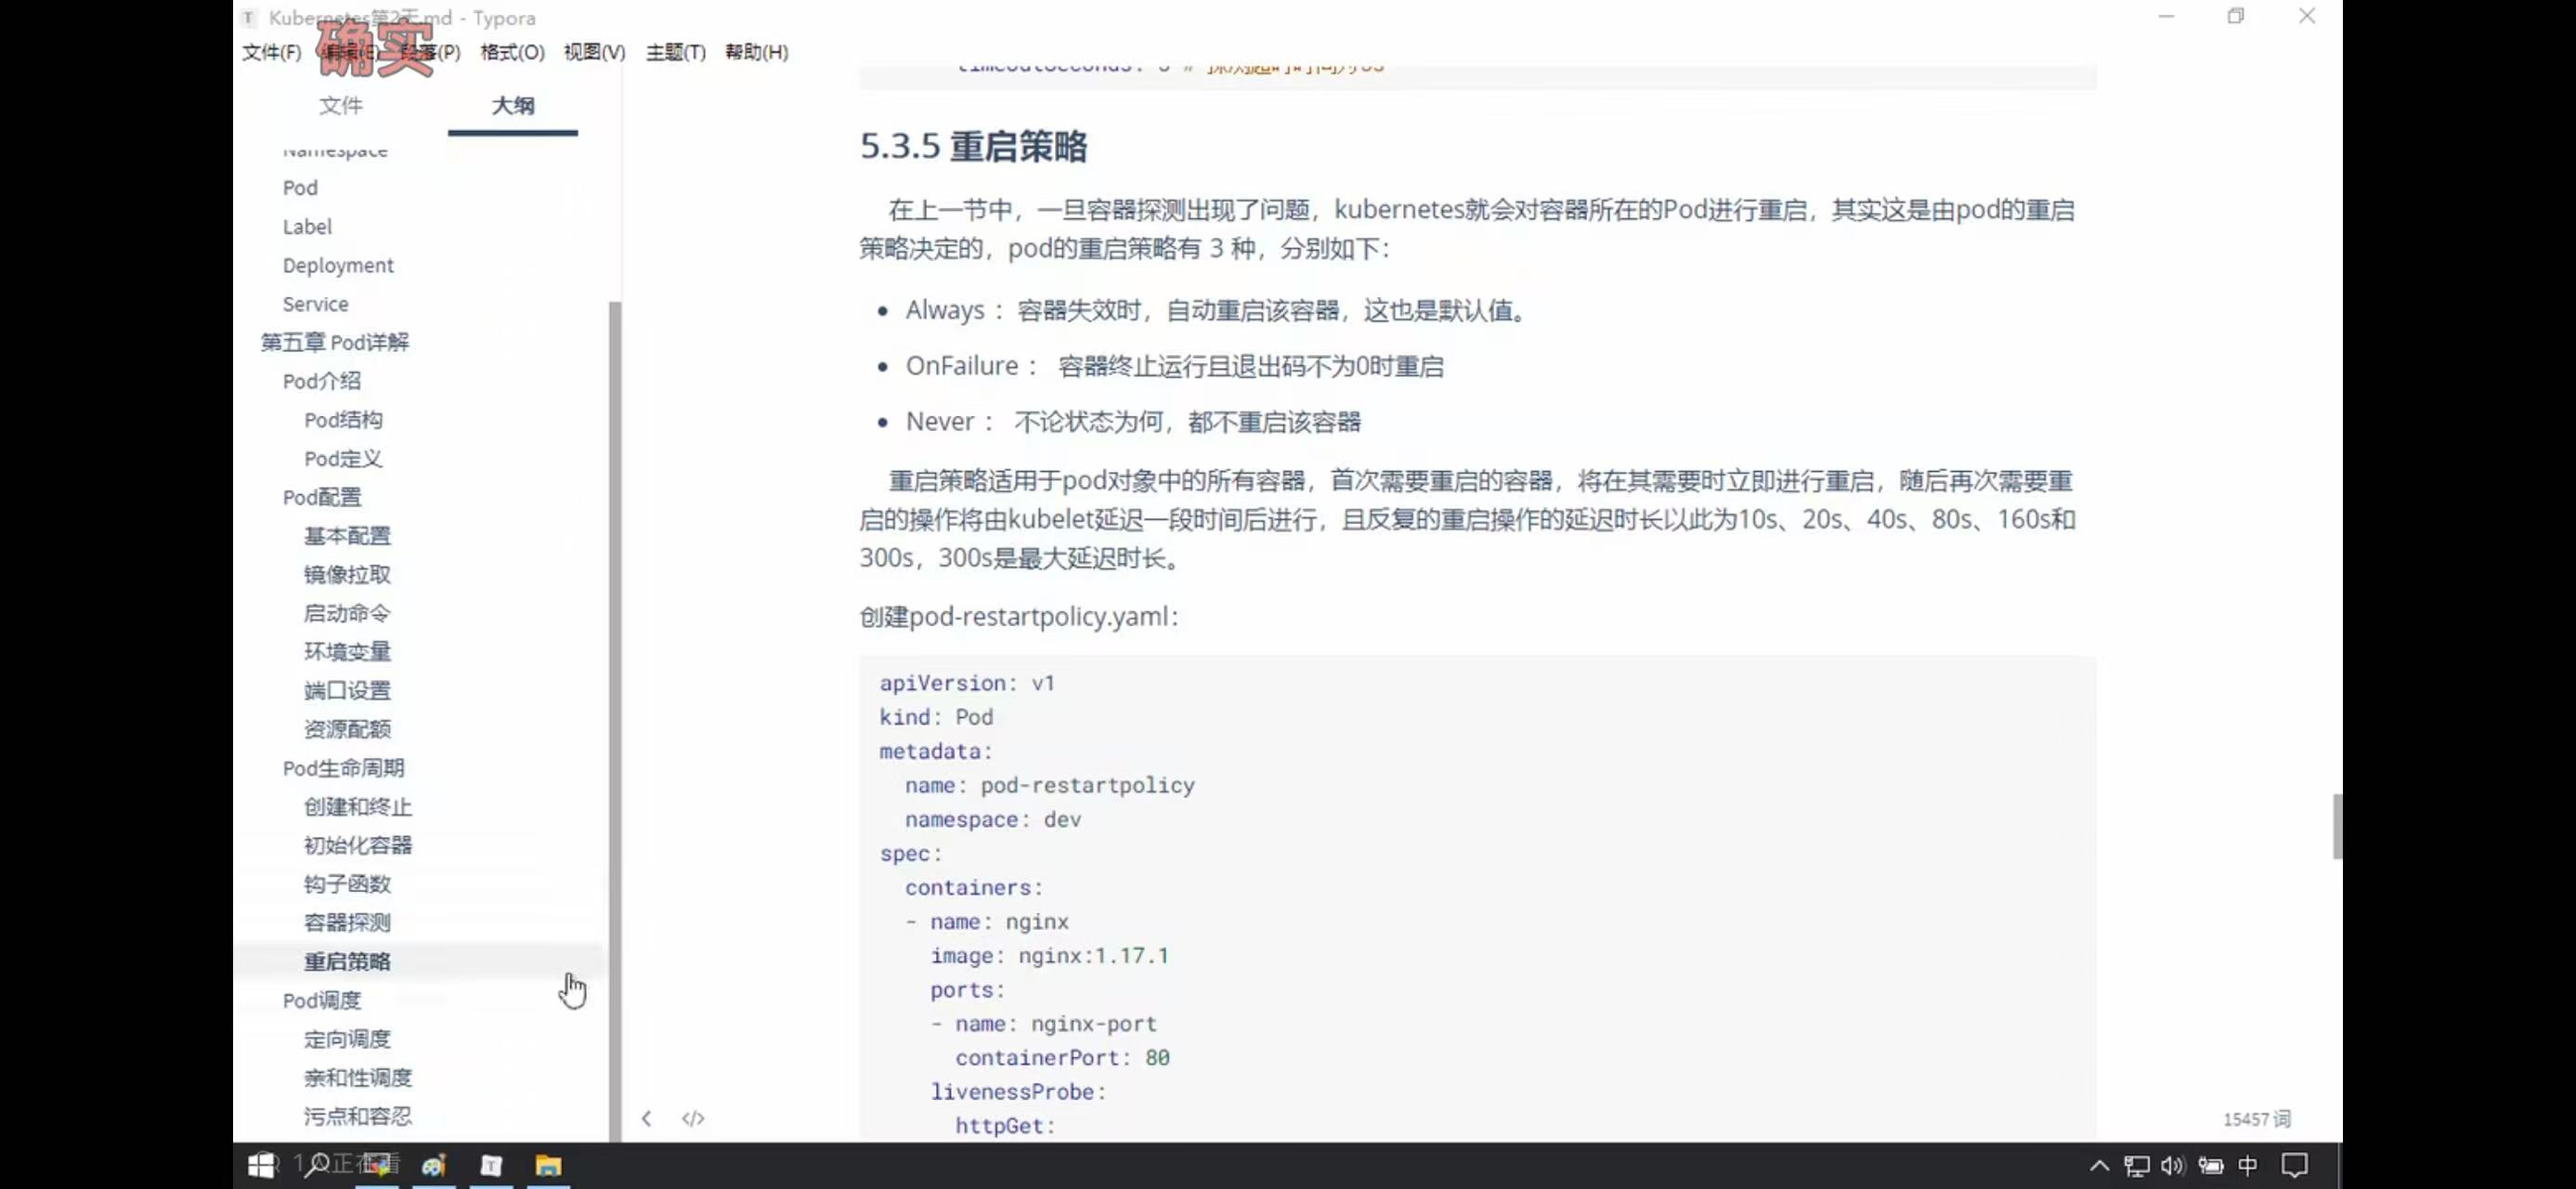 Kubernetes第2天.md - Typora
确实
文件(F) 编辑(E) 段落(P) 格式(O) 视图(V) 主题(T) 帮助(H)
文件 大纲
Namespace
Pod
Label
Deployment
Service
第五章 Pod详解
Pod介绍
Pod结构
Pod定义
Pod配置
基本配置
镜像拉取
启动命令
环境变量
端口设置
资源配额
Pod生命周期
创建和终止
初始化容器
钩子函数
容器探测
重启策略
Pod调度
定向调度
亲和性调度
污点和容忍
timeoutSeconds: 5 # 探测超时时间为5s
5.3.5 重启策略
在上一节中，一旦容器探测出现了问题，kubernetes就会对容器所在的Pod进行重启，其实这是由pod的重启
策略决定的，pod的重启策略有 3 种，分别如下：
• Always ：容器失效时，自动重启该容器，这也是默认值。
• OnFailure ： 容器终止运行且退出码不为0时重启
• Never ： 不论状态为何，都不重启该容器
重启策略适用于pod对象中的所有容器，首次需要重启的容器，将在其需要时立即进行重启，随后再次需要重
启的操作将由kubelet延迟一段时间后进行，且反复的重启操作的延迟时长以此为10s、20s、40s、80s、160s和
300s，300s是最大延迟时长。
创建pod-restartpolicy.yaml：
apiVersion: v1
kind: Pod
metadata:
  name: pod-restartpolicy
  namespace: dev
spec:
  containers:
  - name: nginx
    image: nginx:1.17.1
    ports:
    - name: nginx-port
      containerPort: 80
    livenessProbe:
      httpGet:
15457 词
1人正在看
中